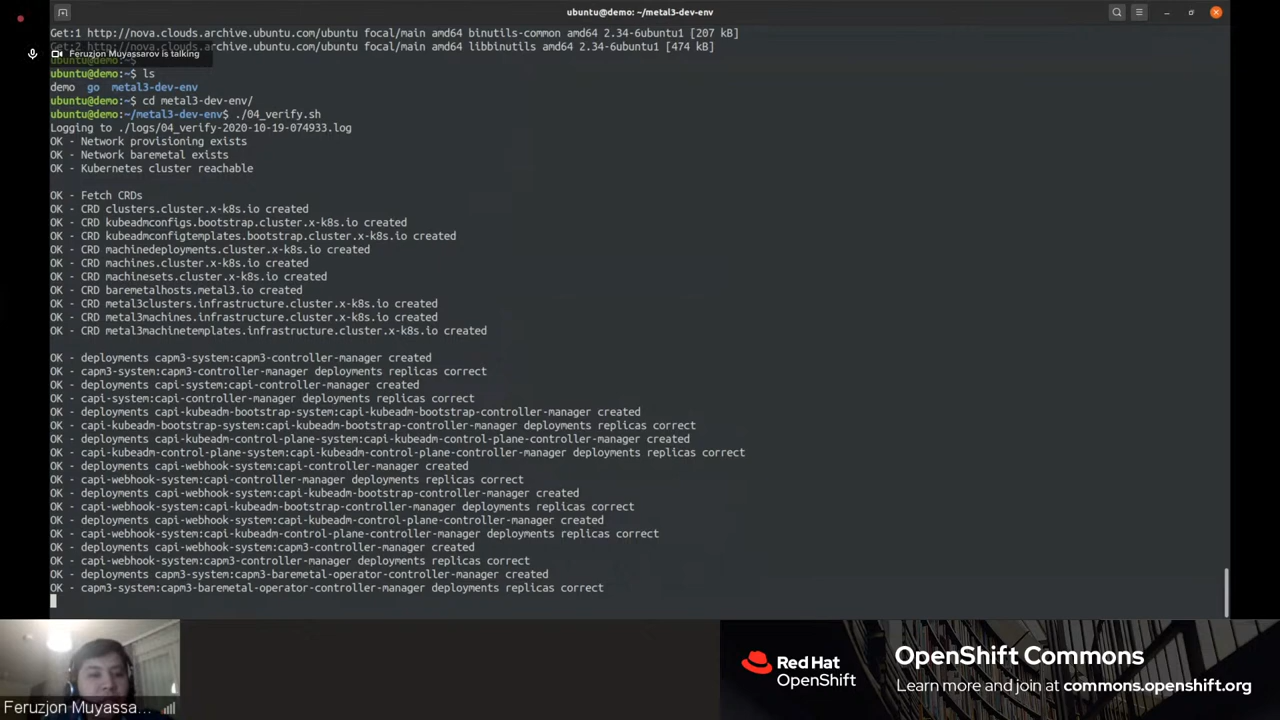 ubuntu@demo: ~/metal3-dev-env
Get:1 http://nova.clouds.archive.ubuntu.com/ubuntu focal/main amd64 binutils-common amd64 2.34-6ubuntu1 [207 kB]
Get:2 http://nova.clouds.archive.ubuntu.com/ubuntu focal/main amd64 libbinutils amd64 2.34-6ubuntu1 [474 kB]
Feruzjon Muyassarov is talking
ubuntu@demo:~$
ubuntu@demo:~$ ls
demo go metal3-dev-env
ubuntu@demo:~$ cd metal3-dev-env/
ubuntu@demo:~/metal3-dev-env$ ./04_verify.sh
Logging to ./logs/04_verify-2020-10-19-074933.log
OK - Network provisioning exists
OK - Network baremetal exists
OK - Kubernetes cluster reachable
OK - Fetch CRDs
OK - CRD clusters.cluster.x-k8s.io created
OK - CRD kubeadmconfigs.bootstrap.cluster.x-k8s.io created
OK - CRD kubeadmconfigtemplates.bootstrap.cluster.x-k8s.io created
OK - CRD machinedeployments.cluster.x-k8s.io created
OK - CRD machines.cluster.x-k8s.io created
OK - CRD machinesets.cluster.x-k8s.io created
OK - CRD baremetalhosts.metal3.io created
OK - CRD metal3clusters.infrastructure.cluster.x-k8s.io created
OK - CRD metal3machines.infrastructure.cluster.x-k8s.io created
OK - CRD metal3machinetemplates.infrastructure.cluster.x-k8s.io created
OK - deployments capm3-system:capm3-controller-manager created
OK - capm3-system:capm3-controller-manager deployments replicas correct
OK - deployments capi-system:capi-controller-manager created
OK - capi-system:capi-controller-manager deployments replicas correct
OK - deployments capi-kubeadm-bootstrap-system:capi-kubeadm-bootstrap-controller-manager created
OK - capi-kubeadm-bootstrap-system:capi-kubeadm-bootstrap-controller-manager deployments replicas correct
OK - deployments capi-kubeadm-control-plane-system:capi-kubeadm-control-plane-controller-manager created
OK - capi-kubeadm-control-plane-system:capi-kubeadm-control-plane-controller-manager deployments replicas correct
OK - deployments capi-webhook-system:capi-controller-manager created
OK - capi-webhook-system:capi-controller-manager deployments replicas correct
OK - deployments capi-webhook-system:capi-kubeadm-bootstrap-controller-manager created
OK - capi-webhook-system:capi-kubeadm-bootstrap-controller-manager deployments replicas correct
OK - deployments capi-webhook-system:capi-kubeadm-control-plane-controller-manager created
OK - capi-webhook-system:capi-kubeadm-control-plane-controller-manager deployments replicas correct
OK - deployments capi-webhook-system:capm3-controller-manager created
OK - capi-webhook-system:capm3-controller-manager deployments replicas correct
OK - deployments capm3-system:capm3-baremetal-operator-controller-manager created
OK - capm3-system:capm3-baremetal-operator-controller-manager deployments replicas correct
Feruzjon Muyassa...
Red Hat
OpenShift
OpenShift Commons
Learn more and join at commons.openshift.org